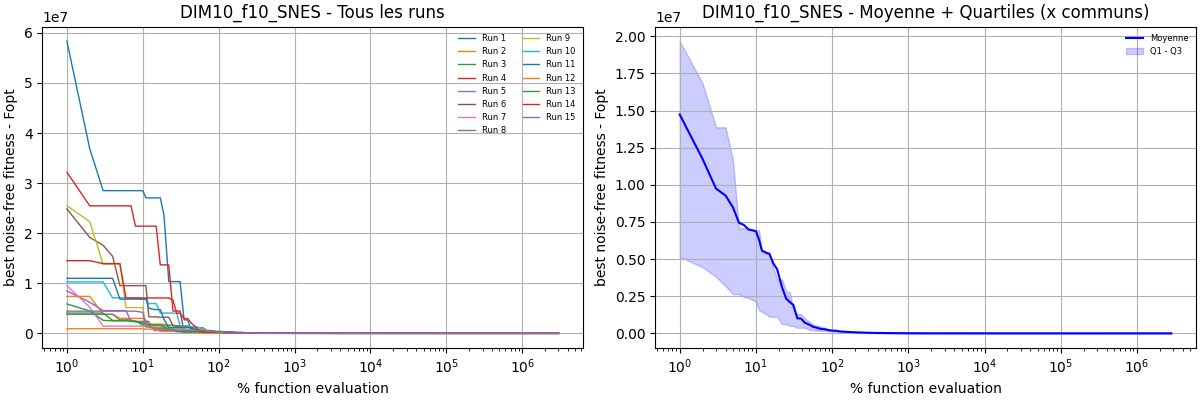 DIM10_f10_SNES - Tous les runs
1e7
best noise-free fitness - Fopt
6
5
4
3
2
1
0
10^0
10^1
10^2
10^3
10^4
10^5
10^6
% function evaluation
Run 1
Run 2
Run 3
Run 4
Run 5
Run 6
Run 7
Run 8
Run 9
Run 10
Run 11
Run 12
Run 13
Run 14
Run 15
DIM10_f10_SNES - Moyenne + Quartiles (x communs)
1e7
best noise-free fitness - Fopt
2.00
1.75
1.50
1.25
1.00
0.75
0.50
0.25
0.00
10^0
10^1
10^2
10^3
10^4
10^5
10^6
% function evaluation
Moyenne
Q1 - Q3